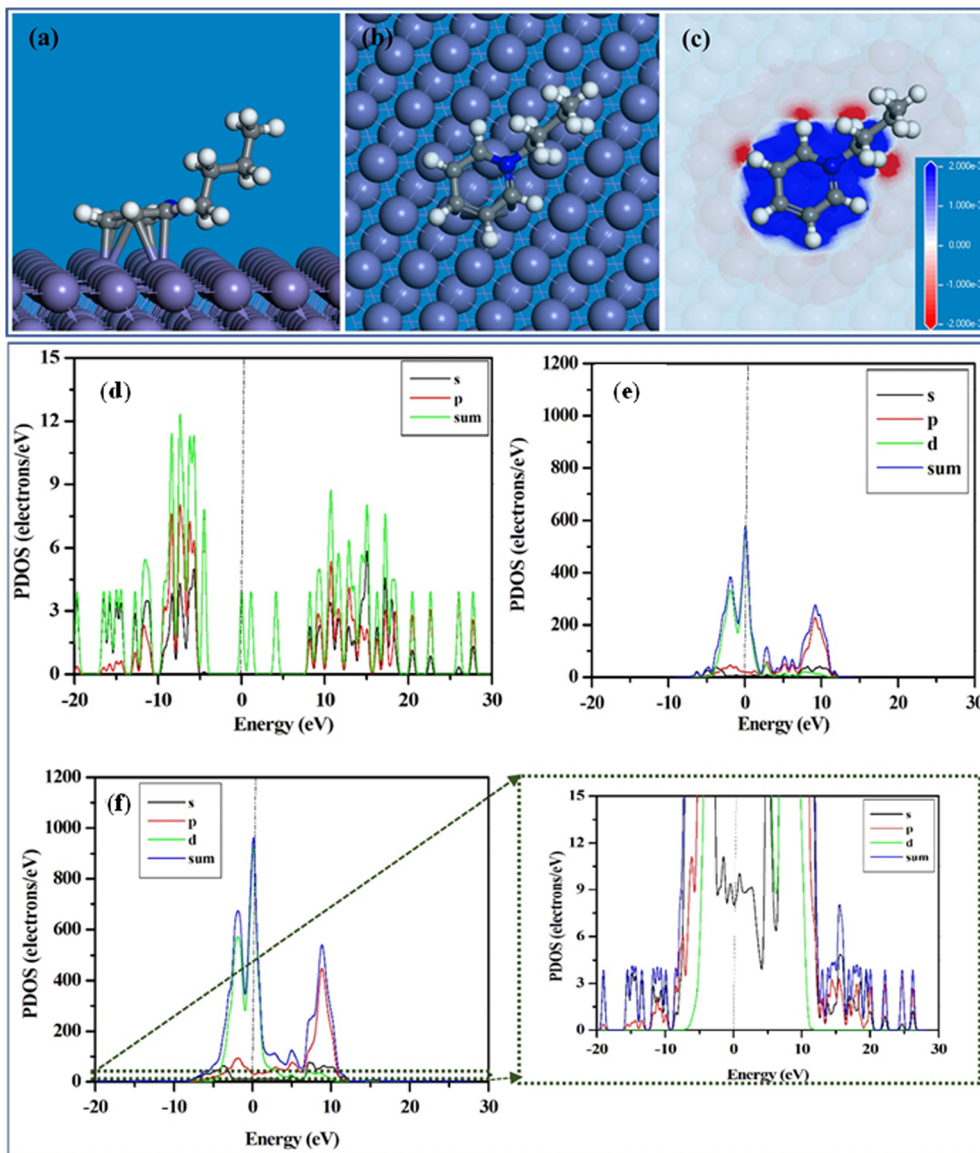 (a)
(b)
(c)
2.000e-3
1.000e-3
0.000
-1.000e-3
-2.000e-3
(d)
s
p
sum
15
12
9
6
3
0
PDOS (electrons/eV)
-20 -10 0 10 20 30
Energy (eV)
(e)
s
p
d
sum
1200
1000
800
600
400
200
0
PDOS (electrons/eV)
-20 -10 0 10 20 30
Energy (eV)
(f)
s
p
d
sum
1200
1000
800
600
400
200
0
PDOS (electrons/eV)
-20 -10 0 10 20 30
Energy (eV)
s
p
d
sum
15
12
9
6
3
0
PDOS (electrons/eV)
-20 -10 0 10 20 30
Energy (eV)